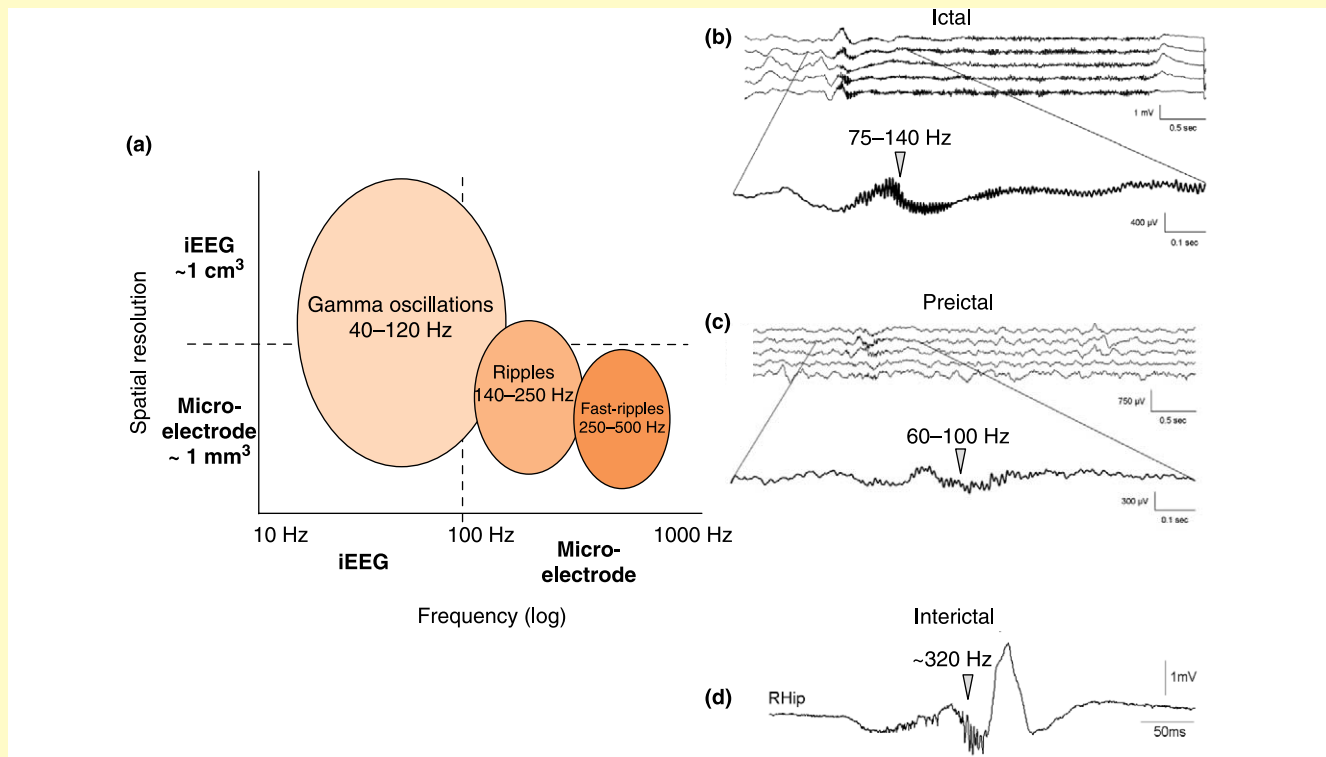 (a)
Spatial resolution
iEEG
~1 cm³
Micro-
electrode
~ 1 mm³
Gamma oscillations
40–120 Hz
Ripples
140–250 Hz
Fast-ripples
250–500 Hz
10 Hz
100 Hz
1000 Hz
iEEG
Micro-
electrode
Frequency (log)
Ictal
(b)
1 mV
0.5 sec
75–140 Hz
400 µV
0.1 sec
Preictal
(c)
750 µV
0.5 sec
60–100 Hz
300 µV
0.1 sec
Interictal
~320 Hz
(d)
RHip
1mV
50ms